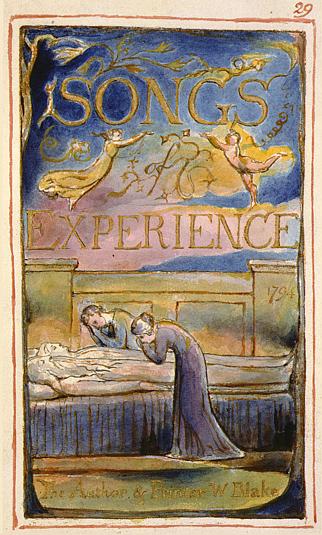 29
SONGS
of
EXPERIENCE
1794
The Author & Printer W Blake